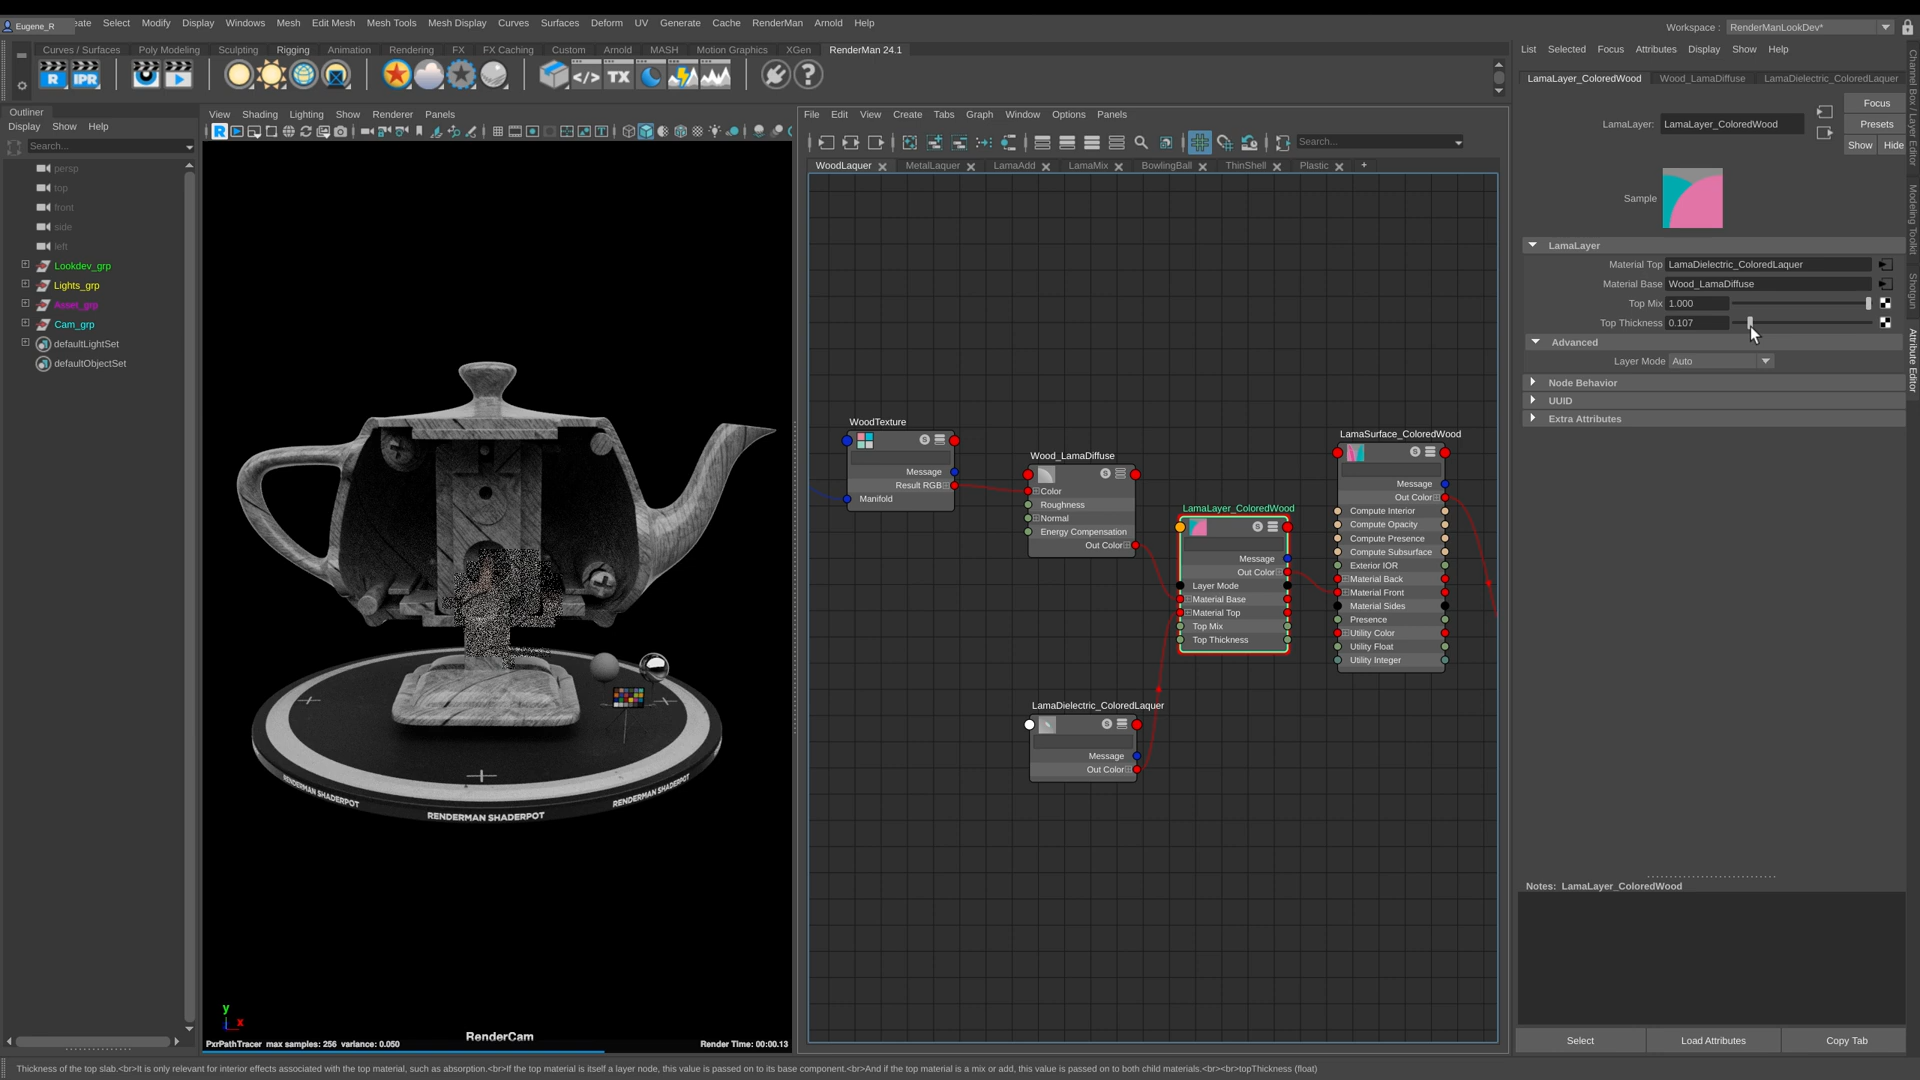 Eugene_R
eate Select Modify Display Windows Mesh Edit Mesh Mesh Tools Mesh Display Curves Surfaces Deform UV Generate Cache RenderMan Arnold Help
Workspace : RenderManLookDev*
Curves / Surfaces Poly Modeling Sculpting Rigging Animation Rendering FX FX Caching Custom Arnold MASH Motion Graphics XGen RenderMan 24.1
R IPR </> TX ?
List Selected Focus Attributes Display Show Help
LamaLayer_ColoredWood Wood_LamaDiffuse LamaDielectric_ColoredLaquer
Outliner
Display Show Help
Search...
persp
top
front
side
left
Lookdev_grp
Lights_grp
Asset_grp
Cam_grp
defaultLightSet
defaultObjectSet
View Shading Lighting Show Renderer Panels
RENDERMAN SHADERPOT
RENDERMAN SHADERPOT
RENDERMAN SHADERPOT
y
x
RenderCam
PxrPathTracer max samples: 256 variance: 0.050
Render Time: 00:00.13
File Edit View Create Tabs Graph Window Options Panels
Search...
WoodLaquer MetalLaquer LamaAdd LamaMix BowlingBall ThinShell Plastic +
WoodTexture
Message
Result RGB
Manifold
Wood_LamaDiffuse
Color
Roughness
Normal
Energy Compensation
Out Color
LamaLayer_ColoredWood
Message
Out Color
Layer Mode
Material Base
Material Top
Top Mix
Top Thickness
LamaDielectric_ColoredLaquer
Message
Out Color
LamaSurface_ColoredWood
Message
Out Color
Compute Interior
Compute Opacity
Compute Presence
Compute Subsurface
Exterior IOR
Material Back
Material Front
Material Sides
Presence
Utility Color
Utility Float
Utility Integer
Focus
LamaLayer: LamaLayer_ColoredWood
Presets
Show Hide
Sample
LamaLayer
Material Top LamaDielectric_ColoredLaquer
Material Base Wood_LamaDiffuse
Top Mix 1.000
Top Thickness 0.107
Advanced
Layer Mode Auto
Node Behavior
UUID
Extra Attributes
Notes: LamaLayer_ColoredWood
Select Load Attributes Copy Tab
Channel Box / Layer Editor
Modeling Toolkit
Shotgun
Attribute Editor
Thickness of the top slab.<br>It is only relevant for interior effects associated with the top material, such as absorption.<br>If the top material is itself a layer node, this value is passed on to its base component.<br>And if the top material is a mix or add, this value is passed on to both child materials.<br><br>topThickness (float)